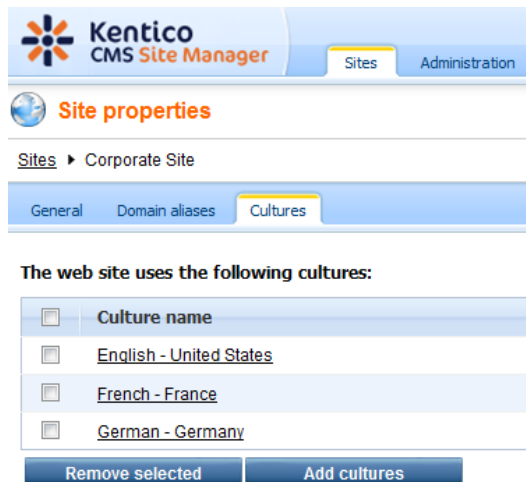 Kentico
CMS Site Manager
Sites Administration
Site properties
Sites ▸ Corporate Site
General Domain aliases Cultures
The web site uses the following cultures:
Culture name
English - United States
French - France
German - Germany
Remove selected Add cultures